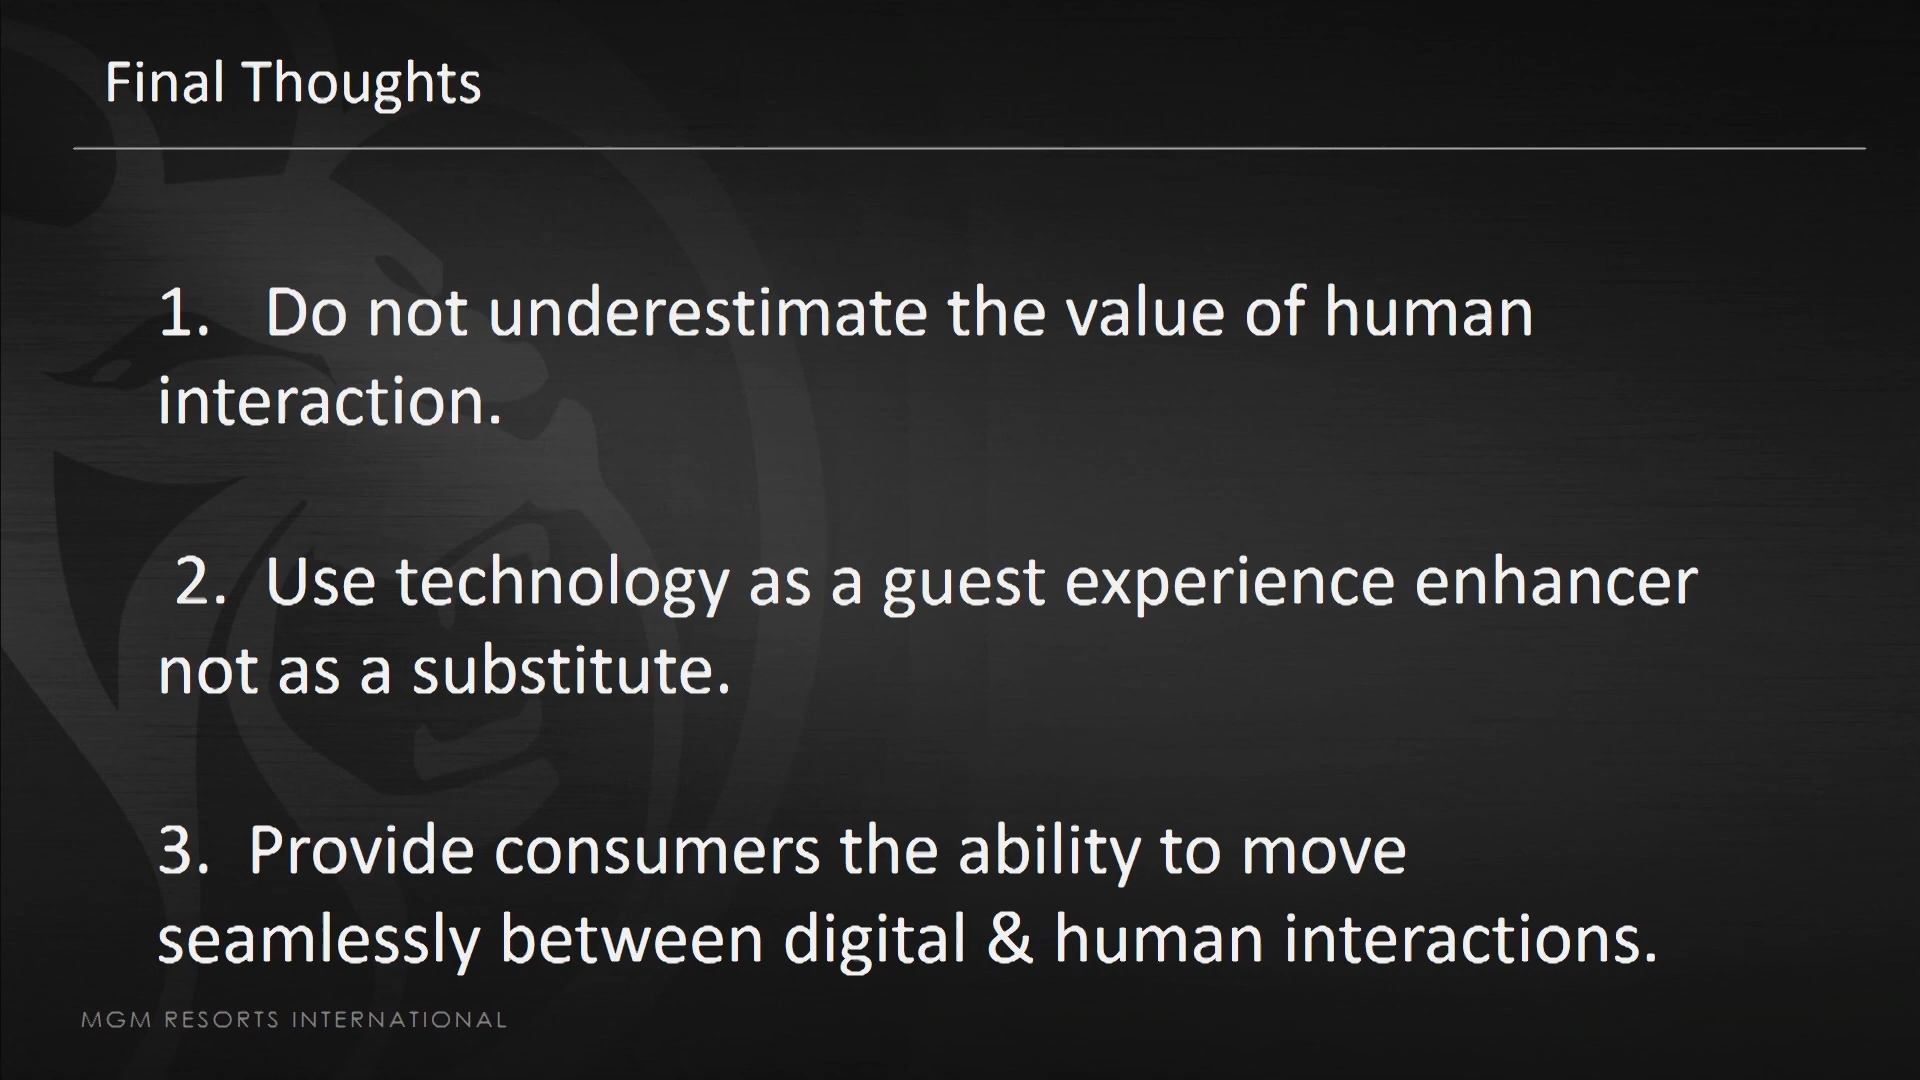 Final Thoughts
1. Do not underestimate the value of human
interaction.
2. Use technology as a guest experience enhancer
not as a substitute.
3. Provide consumers the ability to move
seamlessly between digital & human interactions.
MGM RESORTS INTERNATIONAL